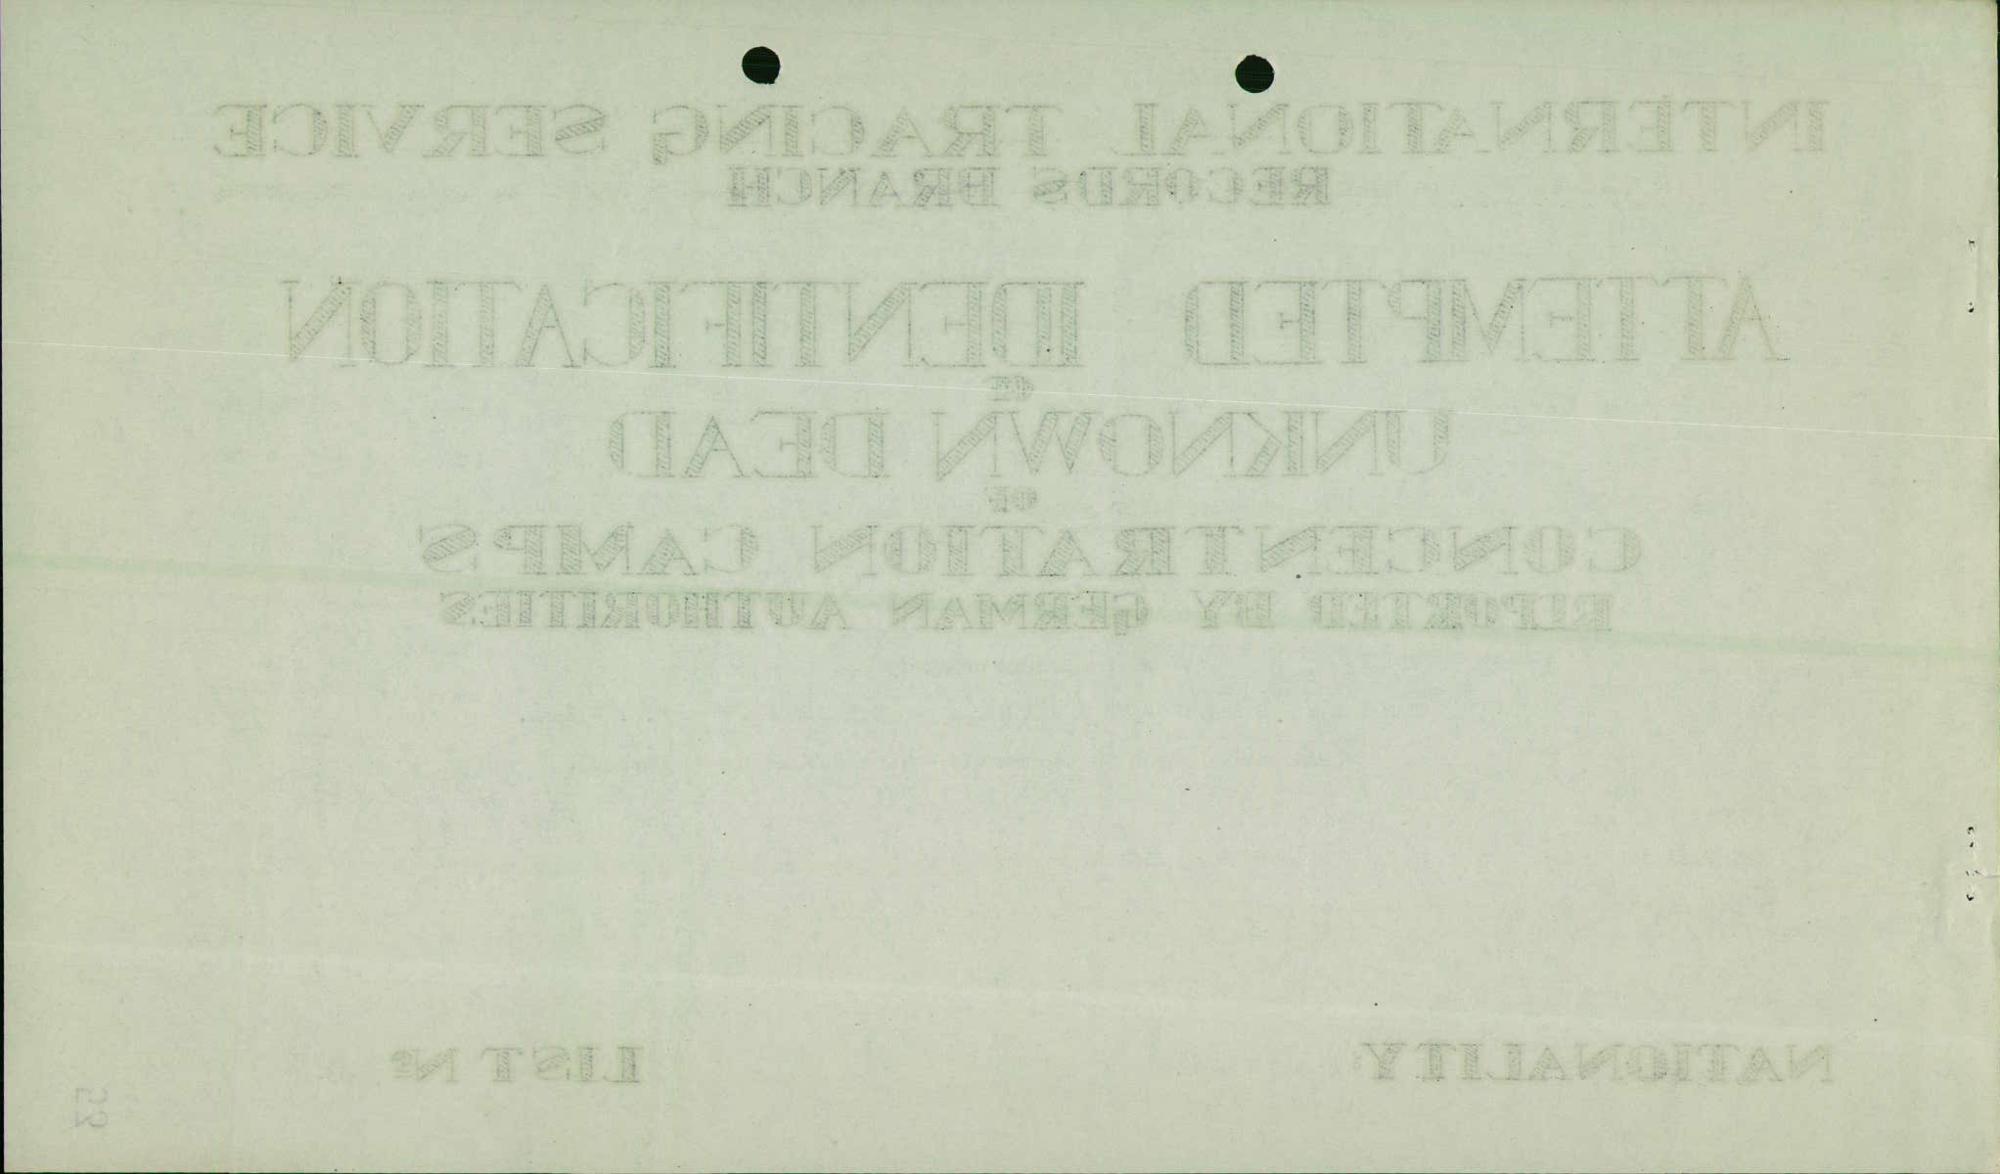 INTERNATIONAL TRACING SERVICE
RECORDS BRANCH
ATTEMPTED IDENTIFICATION
OF
UNKNOWN DEAD
OF
CONCENTRATION CAMPS
REPORTED BY GERMAN AUTHORITIES
NATIONALITY: LIST Nº
52